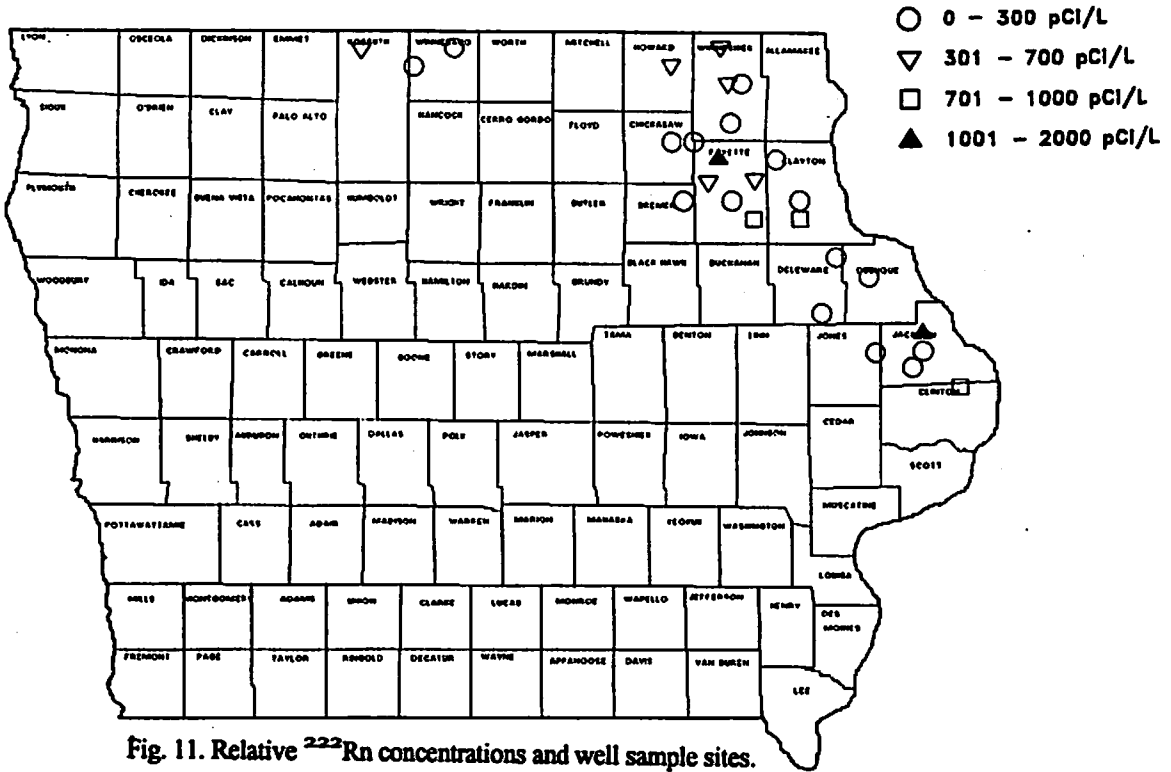 0 - 300 pCi/L
301 - 700 pCi/L
701 - 1000 pCi/L
1001 - 2000 pCi/L
LYON OSCEOLA DICKINSON EMMET WORTH MITCHELL HOWARD ALLAMAKEE
SIOUX O'BRIEN CLAY PALO ALTO HANCOCK CERRO GORDO FLOYD CHICKASAW FAYETTE CLAYTON
PLYMOUTH CHEROKEE BUENA VISTA POCAHONTAS HUMBOLDT WRIGHT FRANKLIN BUTLER BREMER
WOODBURY IDA SAC CALHOUN WEBSTER HAMILTON HARDIN GRUNDY BLACK HAWK BUCHANAN DELEWARE
MONONA CRAWFORD CARROLL GREENE BOONE STORY MARSHALL TAMA BENTON LINN JONES
CLINTON
HARRISON SHELBY AUDUBON GUTHRIE DALLAS POLK JASPER POWESHIEK IOWA JOHNSON CEDAR
SCOTT
POTTAWATTAMIE CASS ADAIR MADISON WARREN MARION MAHASKA KEOKUK WASHINGTON MUSCATINE
LOUISA
MILLS MONTGOMERY ADAMS UNION CLARKE LUCAS MONROE WAPELLO JEFFERSON HENRY DES MOINES
FREMONT PAGE TAYLOR RINGOLD DECATUR WAYNE APPANOOSE DAVIS VAN BUREN LEE
Fig. 11. Relative ²²²Rn concentrations and well sample sites.